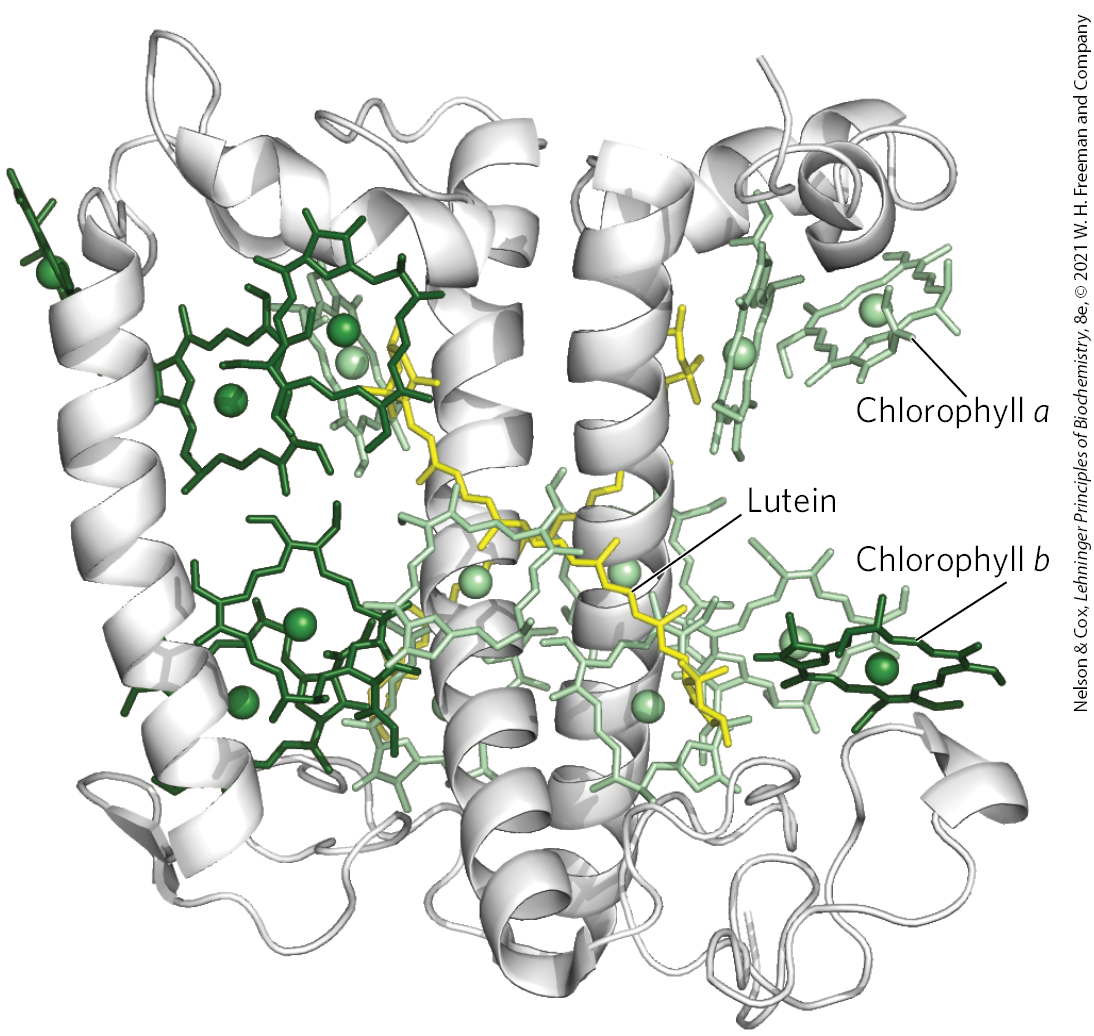 Chlorophyll a
Lutein
Chlorophyll b
Nelson & Cox, Lehninger Principles of Biochemistry, 8e, © 2021 W. H. Freeman and Company